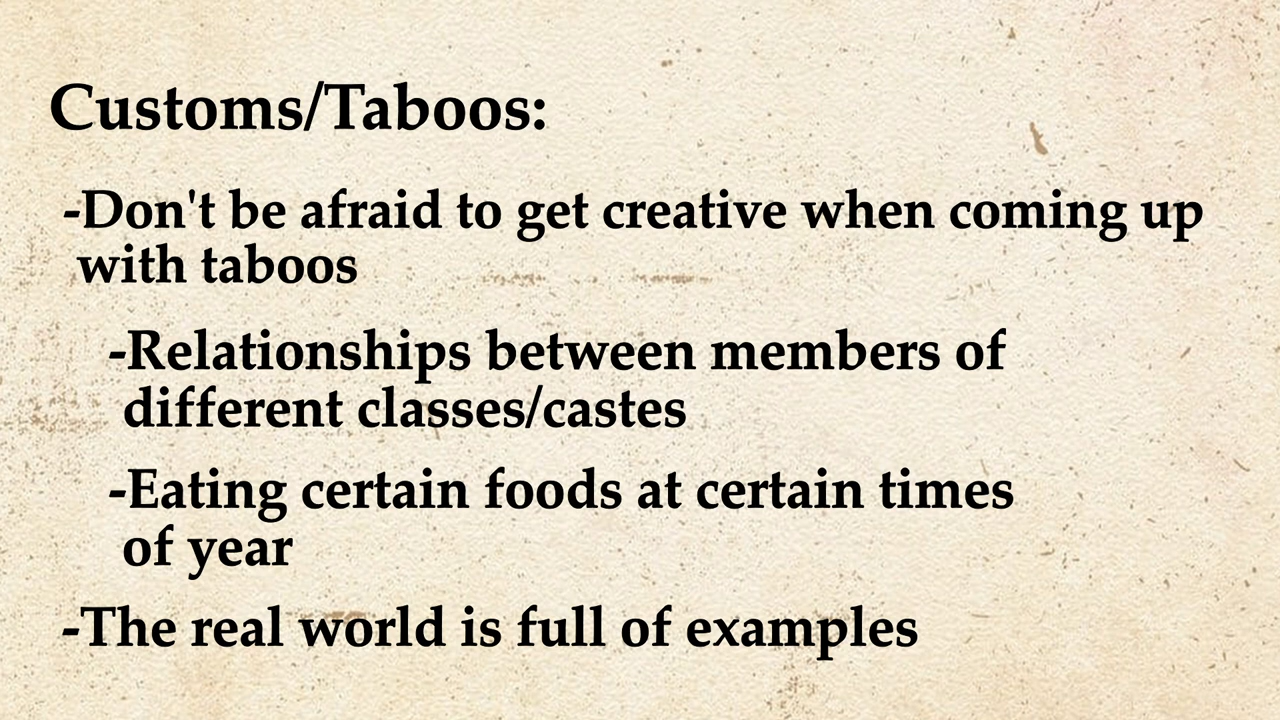 Customs/Taboos:
-Don't be afraid to get creative when coming up
with taboos
-Relationships between members of
different classes/castes
-Eating certain foods at certain times
of year
-The real world is full of examples